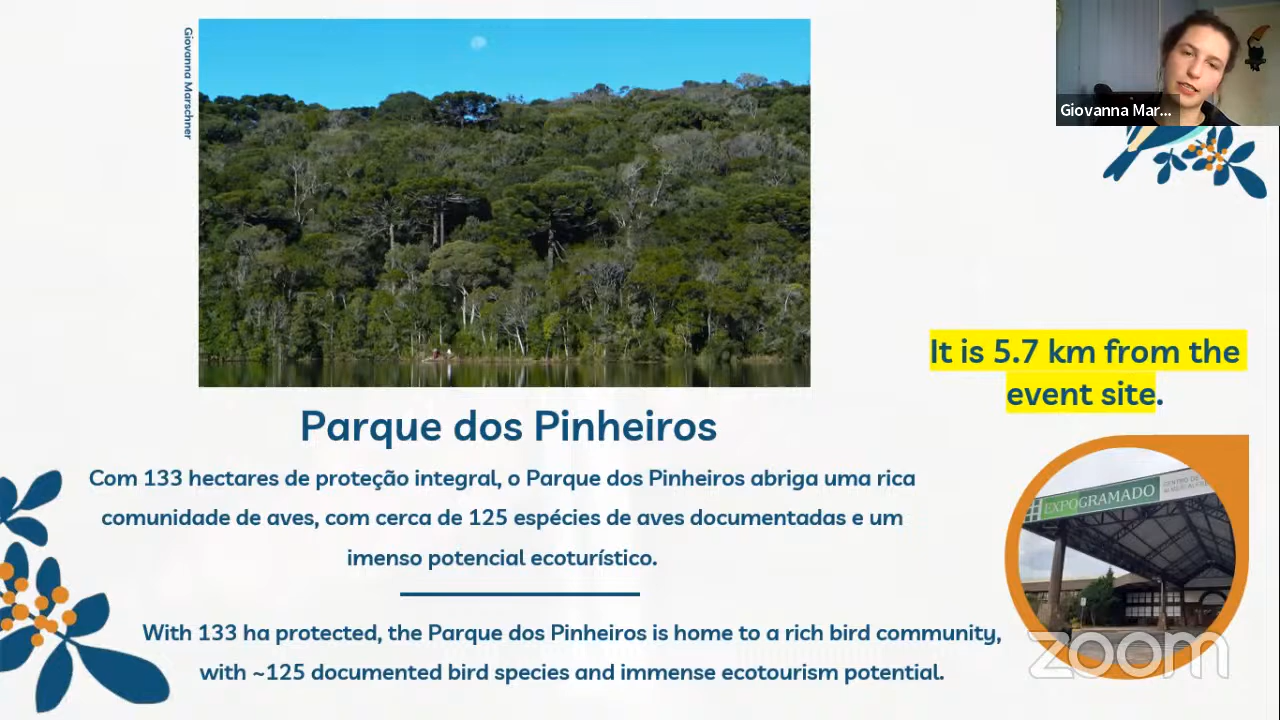 Giovanna Marschner
Giovanna Mar...
It is 5.7 km from the
event site.
Parque dos Pinheiros
Com 133 hectares de proteção integral, o Parque dos Pinheiros abriga uma rica
comunidade de aves, com cerca de 125 espécies de aves documentadas e um
imenso potencial ecoturístico.
With 133 ha protected, the Parque dos Pinheiros is home to a rich bird community,
with ~125 documented bird species and immense ecotourism potential.
EXPOGRAMADO
CENTRO DE
zoom